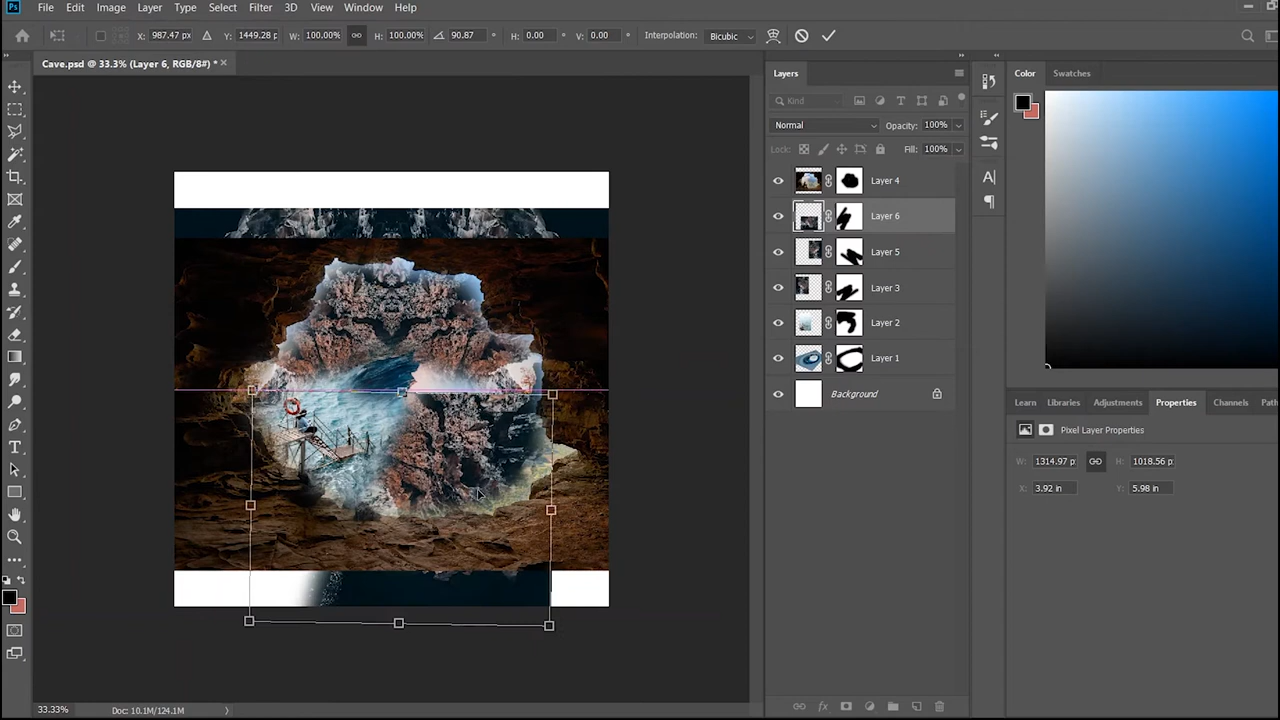 Ps File Edit Image Layer Type Select Filter 3D View Window Help
X: 987.47 px Y: 1449.28 px W: 100.00% H: 100.00% 90.87 ° H: 0.00 ° V: 0.00 ° Interpolation: Bicubic
Cave.psd @ 33.3% (Layer 6, RGB/8#) * ×
Layers
Color Swatches
Kind
Normal Opacity: 100%
Lock: Fill: 100%
Layer 4
Layer 6
Layer 5
Layer 3
Layer 2
Layer 1
Background
Learn Libraries Adjustments Properties Channels
Pixel Layer Properties
W: 1314.97 p H: 1018.56 p
X: 3.92 in Y: 5.98 in
33.33% Doc: 10.1M/124.1M